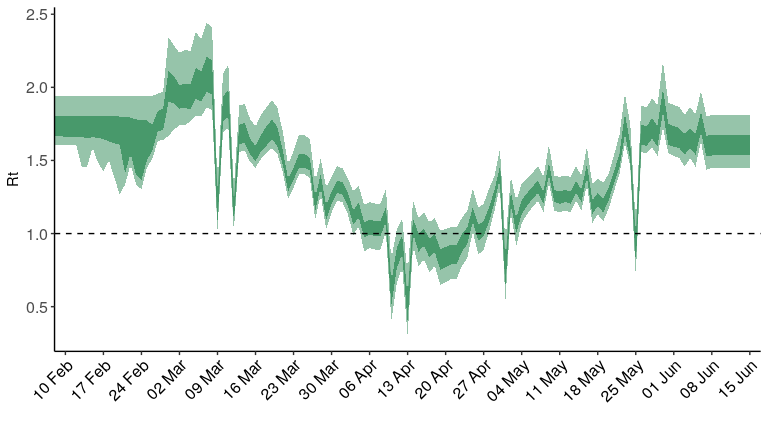 2.5
2.0
1.5
1.0
0.5
Rt
10 Feb
17 Feb
24 Feb
02 Mar
09 Mar
16 Mar
23 Mar
30 Mar
06 Apr
13 Apr
20 Apr
27 Apr
04 May
11 May
18 May
25 May
01 Jun
08 Jun
15 Jun